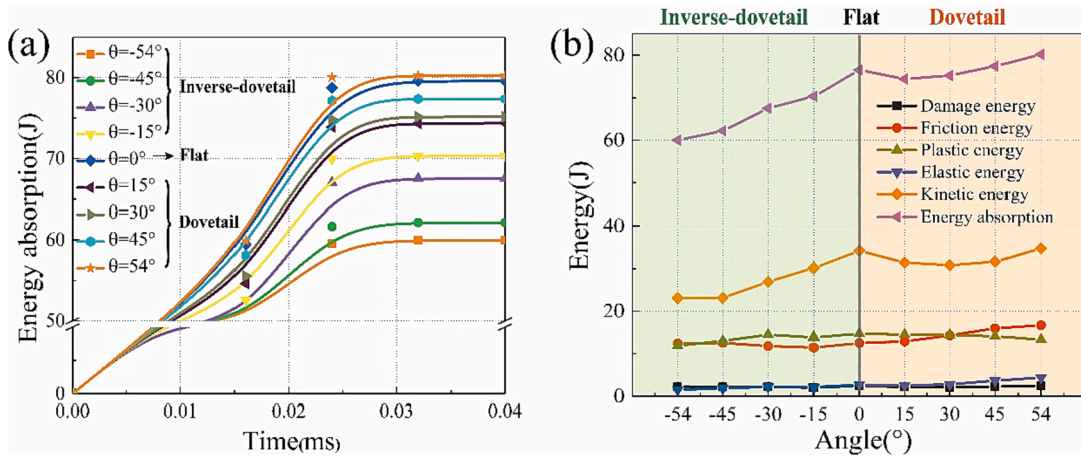 (a)
Energy absorption(J)
80
70
60
50
0
θ=-54°
θ=-45°
θ=-30°
θ=-15°
θ=0°
θ=15°
θ=30°
θ=45°
θ=54°
Inverse-dovetail
Flat
Dovetail
0.00 0.01 0.02 0.03 0.04
Time(ms)
Inverse-dovetail Flat Dovetail
(b)
Energy(J)
80
60
40
20
0
Damage energy
Friction energy
Plastic energy
Elastic energy
Kinetic energy
Energy absorption
-54 -45 -30 -15 0 15 30 45 54
Angle(°)